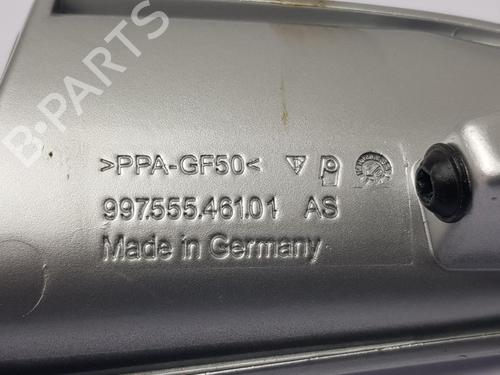 B-PARTS
>PPA-GF50<
997.555.461.01 AS
Made in Germany